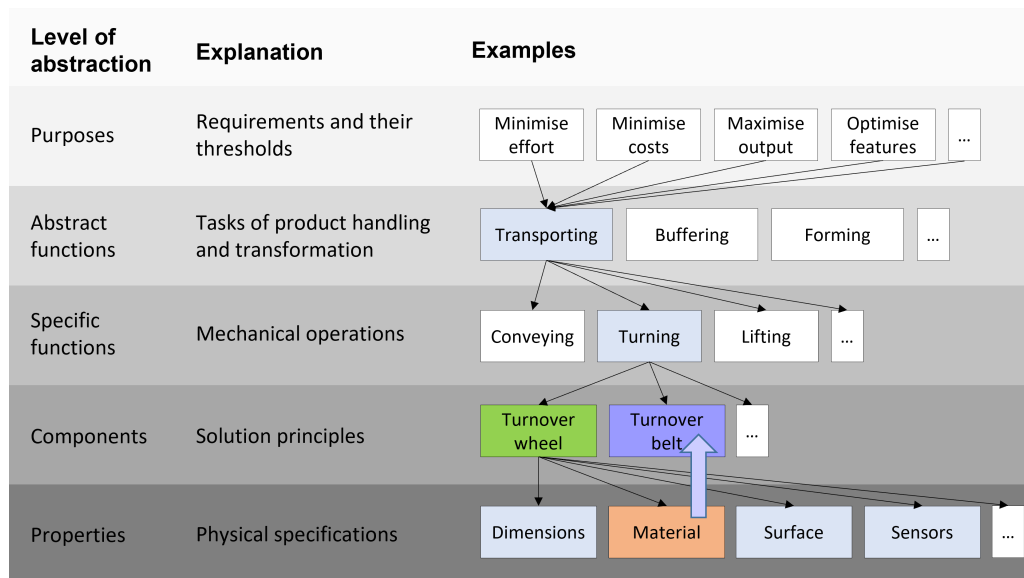 Level of
abstraction
Explanation
Examples
Purposes
Requirements and their
thresholds
Minimise
effort
Minimise
costs
Maximise
output
Optimise
features
...
Abstract
functions
Tasks of product handling
and transformation
Transporting
Buffering
Forming
...
Specific
functions
Mechanical operations
Conveying
Turning
Lifting
...
Components
Solution principles
Turnover
wheel
Turnover
belt
...
Properties
Physical specifications
Dimensions
Material
Surface
Sensors
...